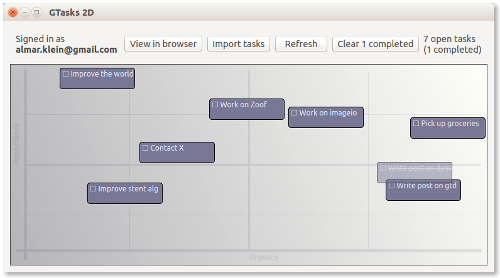 GTasks 2D
Signed in as
almar.klein@gmail.com
View in browser
Import tasks
Refresh
Clear 1 completed
7 open tasks
(1 completed)
Improve the world
Work on Zoof
Work on imageio
Pick up groceries
Contact X
Write post on
Improve stent alg
Write post on gtd
Importance
Urgency